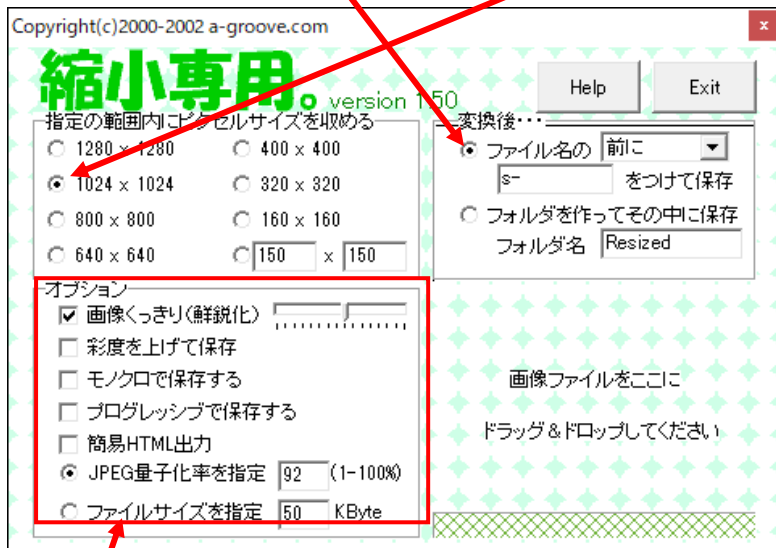 Copyright(c)2000-2002 a-groove.com
x
縮小専用。 version 1.50
Help
Exit
指定の範囲内にピクセルサイズを収める
1280 x 1280
400 x 400
1024 x 1024
320 x 320
800 x 800
160 x 160
640 x 640
150 x 150
変換後・・・
ファイル名の 前に
s- をつけて保存
フォルダを作ってその中に保存
フォルダ名 Resized
オプション
画像くっきり(鮮鋭化)
彩度を上げて保存
モノクロで保存する
プログレッシブで保存する
簡易HTML出力
JPEG量子化率を指定 92 (1-100%)
ファイルサイズを指定 50 KByte
画像ファイルをここに
ドラッグ&ドロップしてください